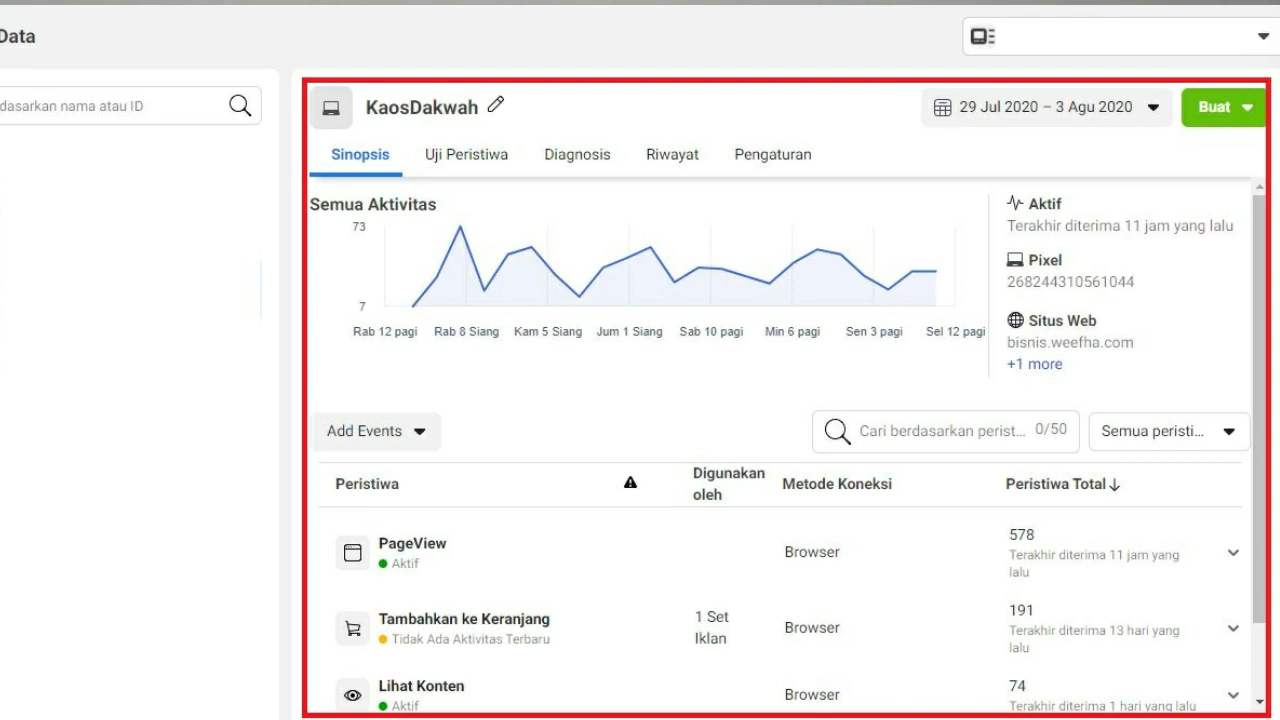 Data
dasarkan nama atau ID
KaosDakwah
29 Jul 2020 – 3 Agu 2020
Buat
Sinopsis Uji Peristiwa Diagnosis Riwayat Pengaturan
Semua Aktivitas
73
7
Rab 12 pagi Rab 8 Siang Kam 5 Siang Jum 1 Siang Sab 10 pagi Min 6 pagi Sen 3 pagi Sel 12 pagi
Aktif
Terakhir diterima 11 jam yang lalu
Pixel
268244310561044
Situs Web
bisnis.weefha.com
+1 more
Add Events
Cari berdasarkan perist... 0/50
Semua peristi...
Peristiwa
Digunakan
oleh
Metode Koneksi
Peristiwa Total
PageView
Aktif
Browser
578
Terakhir diterima 11 jam yang
lalu
Tambahkan ke Keranjang
Tidak Ada Aktivitas Terbaru
1 Set
Iklan
Browser
191
Terakhir diterima 13 hari yang
lalu
Lihat Konten
Aktif
Browser
74
Terakhir diterima 1 hari yang lalu